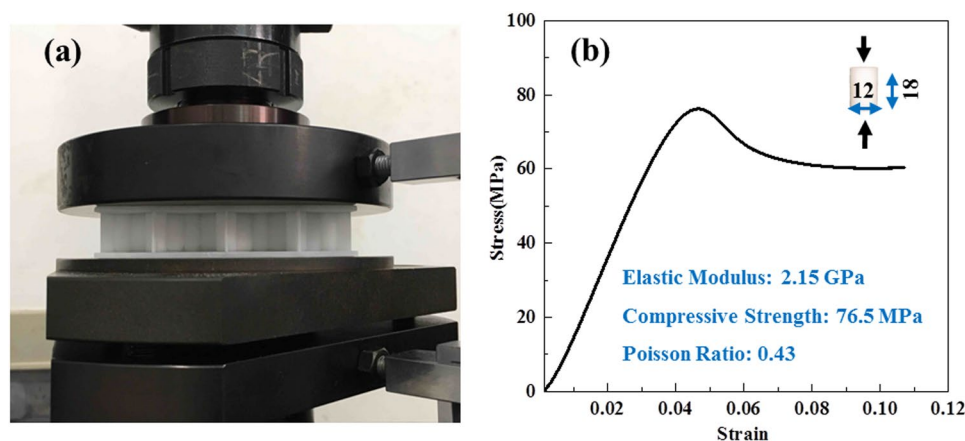 (a)
(b)
100
80
60
40
20
0
Stress(MPa)
12
18
Elastic Modulus: 2.15 GPa
Compressive Strength: 76.5 MPa
Poisson Ratio: 0.43
0.02 0.04 0.06 0.08 0.10 0.12
Strain